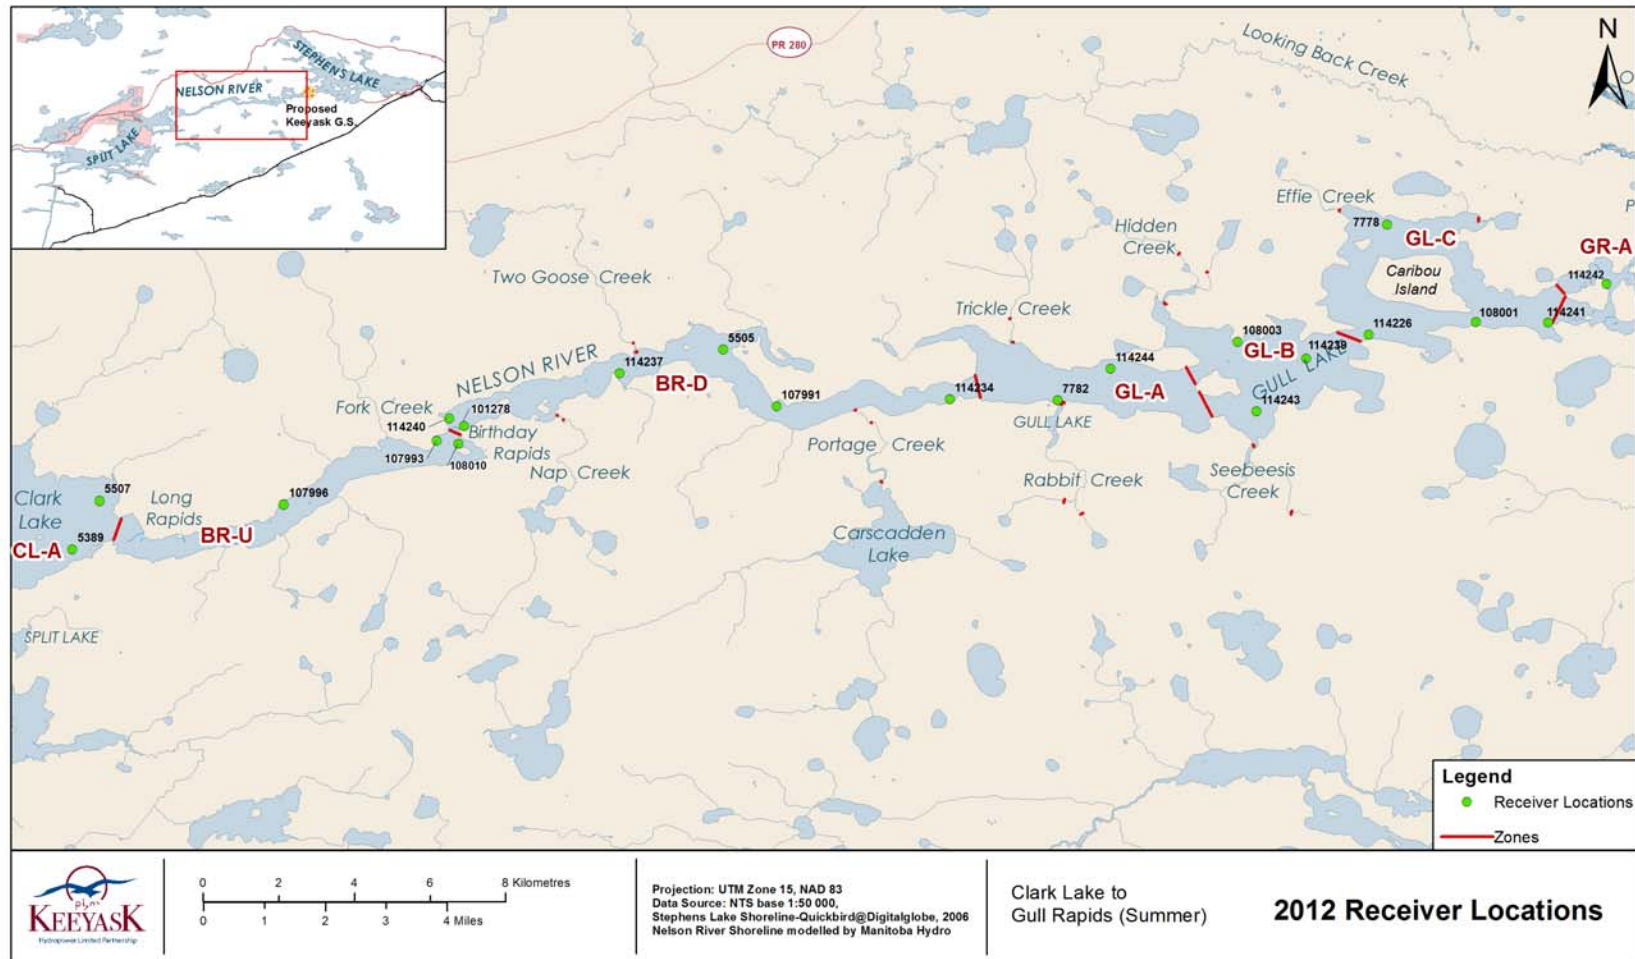 STEPHENS LAKE
NELSON RIVER
Proposed
Keeyask G.S.
SPLIT LAKE
PR 280
Looking Back Creek
N
Effie Creek
7778
GL-C
Hidden
Creek
GR-A
114242
Caribou
Island
Two Goose Creek
Trickle Creek
108001
114241
108003
114226
5505
GL-B
114239
NELSON RIVER
114237
BR-D
114244
GULL LAKE
107991
114234
7782
GL-A
114243
Fork Creek
101278
114240
Birthday
Rapids
GULL LAKE
Portage Creek
107993
108010
Nap Creek
Rabbit Creek
Seebeesis
Creek
Clark
Lake
5507
Long
Rapids
107996
BR-U
5389
CL-A
Carscadden
Lake
SPLIT LAKE
Legend
Receiver Locations
Zones
KEEYASK
Hydropower Limited Partnership
0 2 4 6 8 Kilometres
0 1 2 3 4 Miles
Projection: UTM Zone 15, NAD 83
Data Source: NTS base 1:50 000,
Stephens Lake Shoreline-Quickbird@Digitalglobe, 2006
Nelson River Shoreline modelled by Manitoba Hydro
Clark Lake to
Gull Rapids (Summer)
2012 Receiver Locations